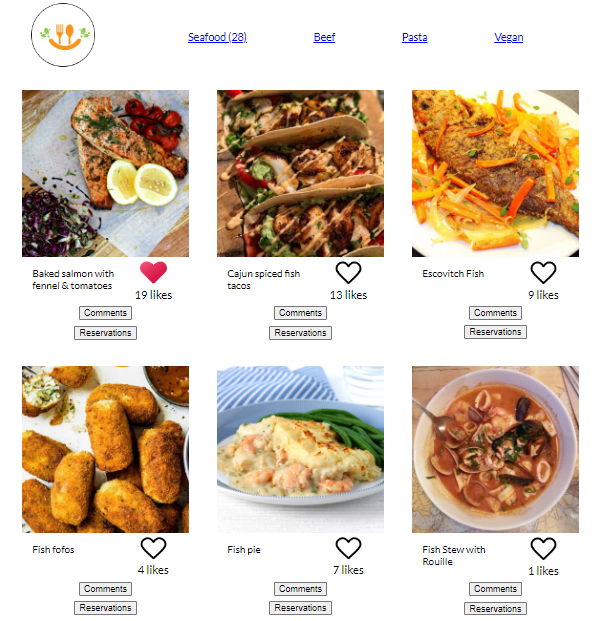 Seafood (28) Beef Pasta Vegan
Baked salmon with
fennel & tomatoes
19 likes
Comments
Reservations
Cajun spiced fish
tacos
13 likes
Comments
Reservations
Escovitch Fish
9 likes
Comments
Reservations
Fish fofos
4 likes
Comments
Reservations
Fish pie
7 likes
Comments
Reservations
Fish Stew with
Rouille
1 likes
Comments
Reservations